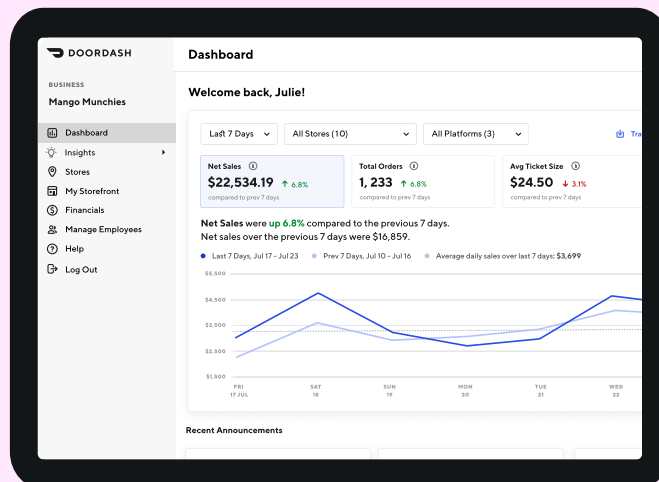 DOORDASH
BUSINESS
Mango Munchies
Dashboard
Insights
Stores
My Storefront
Financials
Manage Employees
Help
Log Out
Dashboard
Welcome back, Julie!
Last 7 Days
All Stores (10)
All Platforms (3)
Tra
Net Sales
$22,534.19 6.8%
compared to prev 7 days
Total Orders
1, 233 6.8%
compared to prev 7 days
Avg Ticket Size
$24.50 3.1%
compared to prev 7 days
Net Sales were up 6.8% compared to the previous 7 days.
Net sales over the previous 7 days were $16,859.
Last 7 Days, Jul 17 - Jul 23
Prev 7 Days, Jul 10 - Jul 16
Average daily sales over last 7 days: $3,699
$5,500
$4,500
$3,500
$2,500
$1,500
FRI
17 JUL
SAT
18
SUN
19
MON
20
TUE
21
WED
22
Recent Announcements